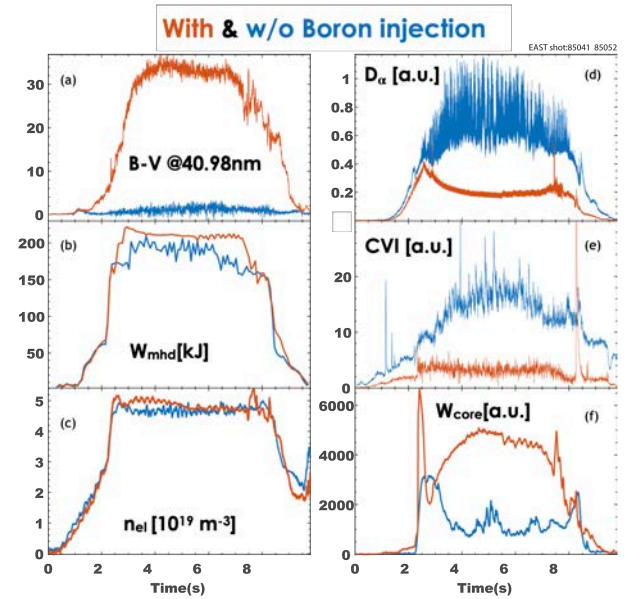 With & w/o Boron injection
EAST shot:85041 85052
(a)
B-V @40.98nm
30
20
10
0
(b)
Wmhd[kJ]
200
150
100
50
(c)
nel [10¹⁹ m⁻³]
5
4
3
2
1
0
0 2 4 6 8
Time(s)
Dα [a.u.]
(d)
1
0.8
0.6
0.4
0.2
CVI [a.u.]
(e)
20
10
0
Wcore[a.u.]
(f)
6000
4000
2000
0
0 2 4 6 8
Time(s)